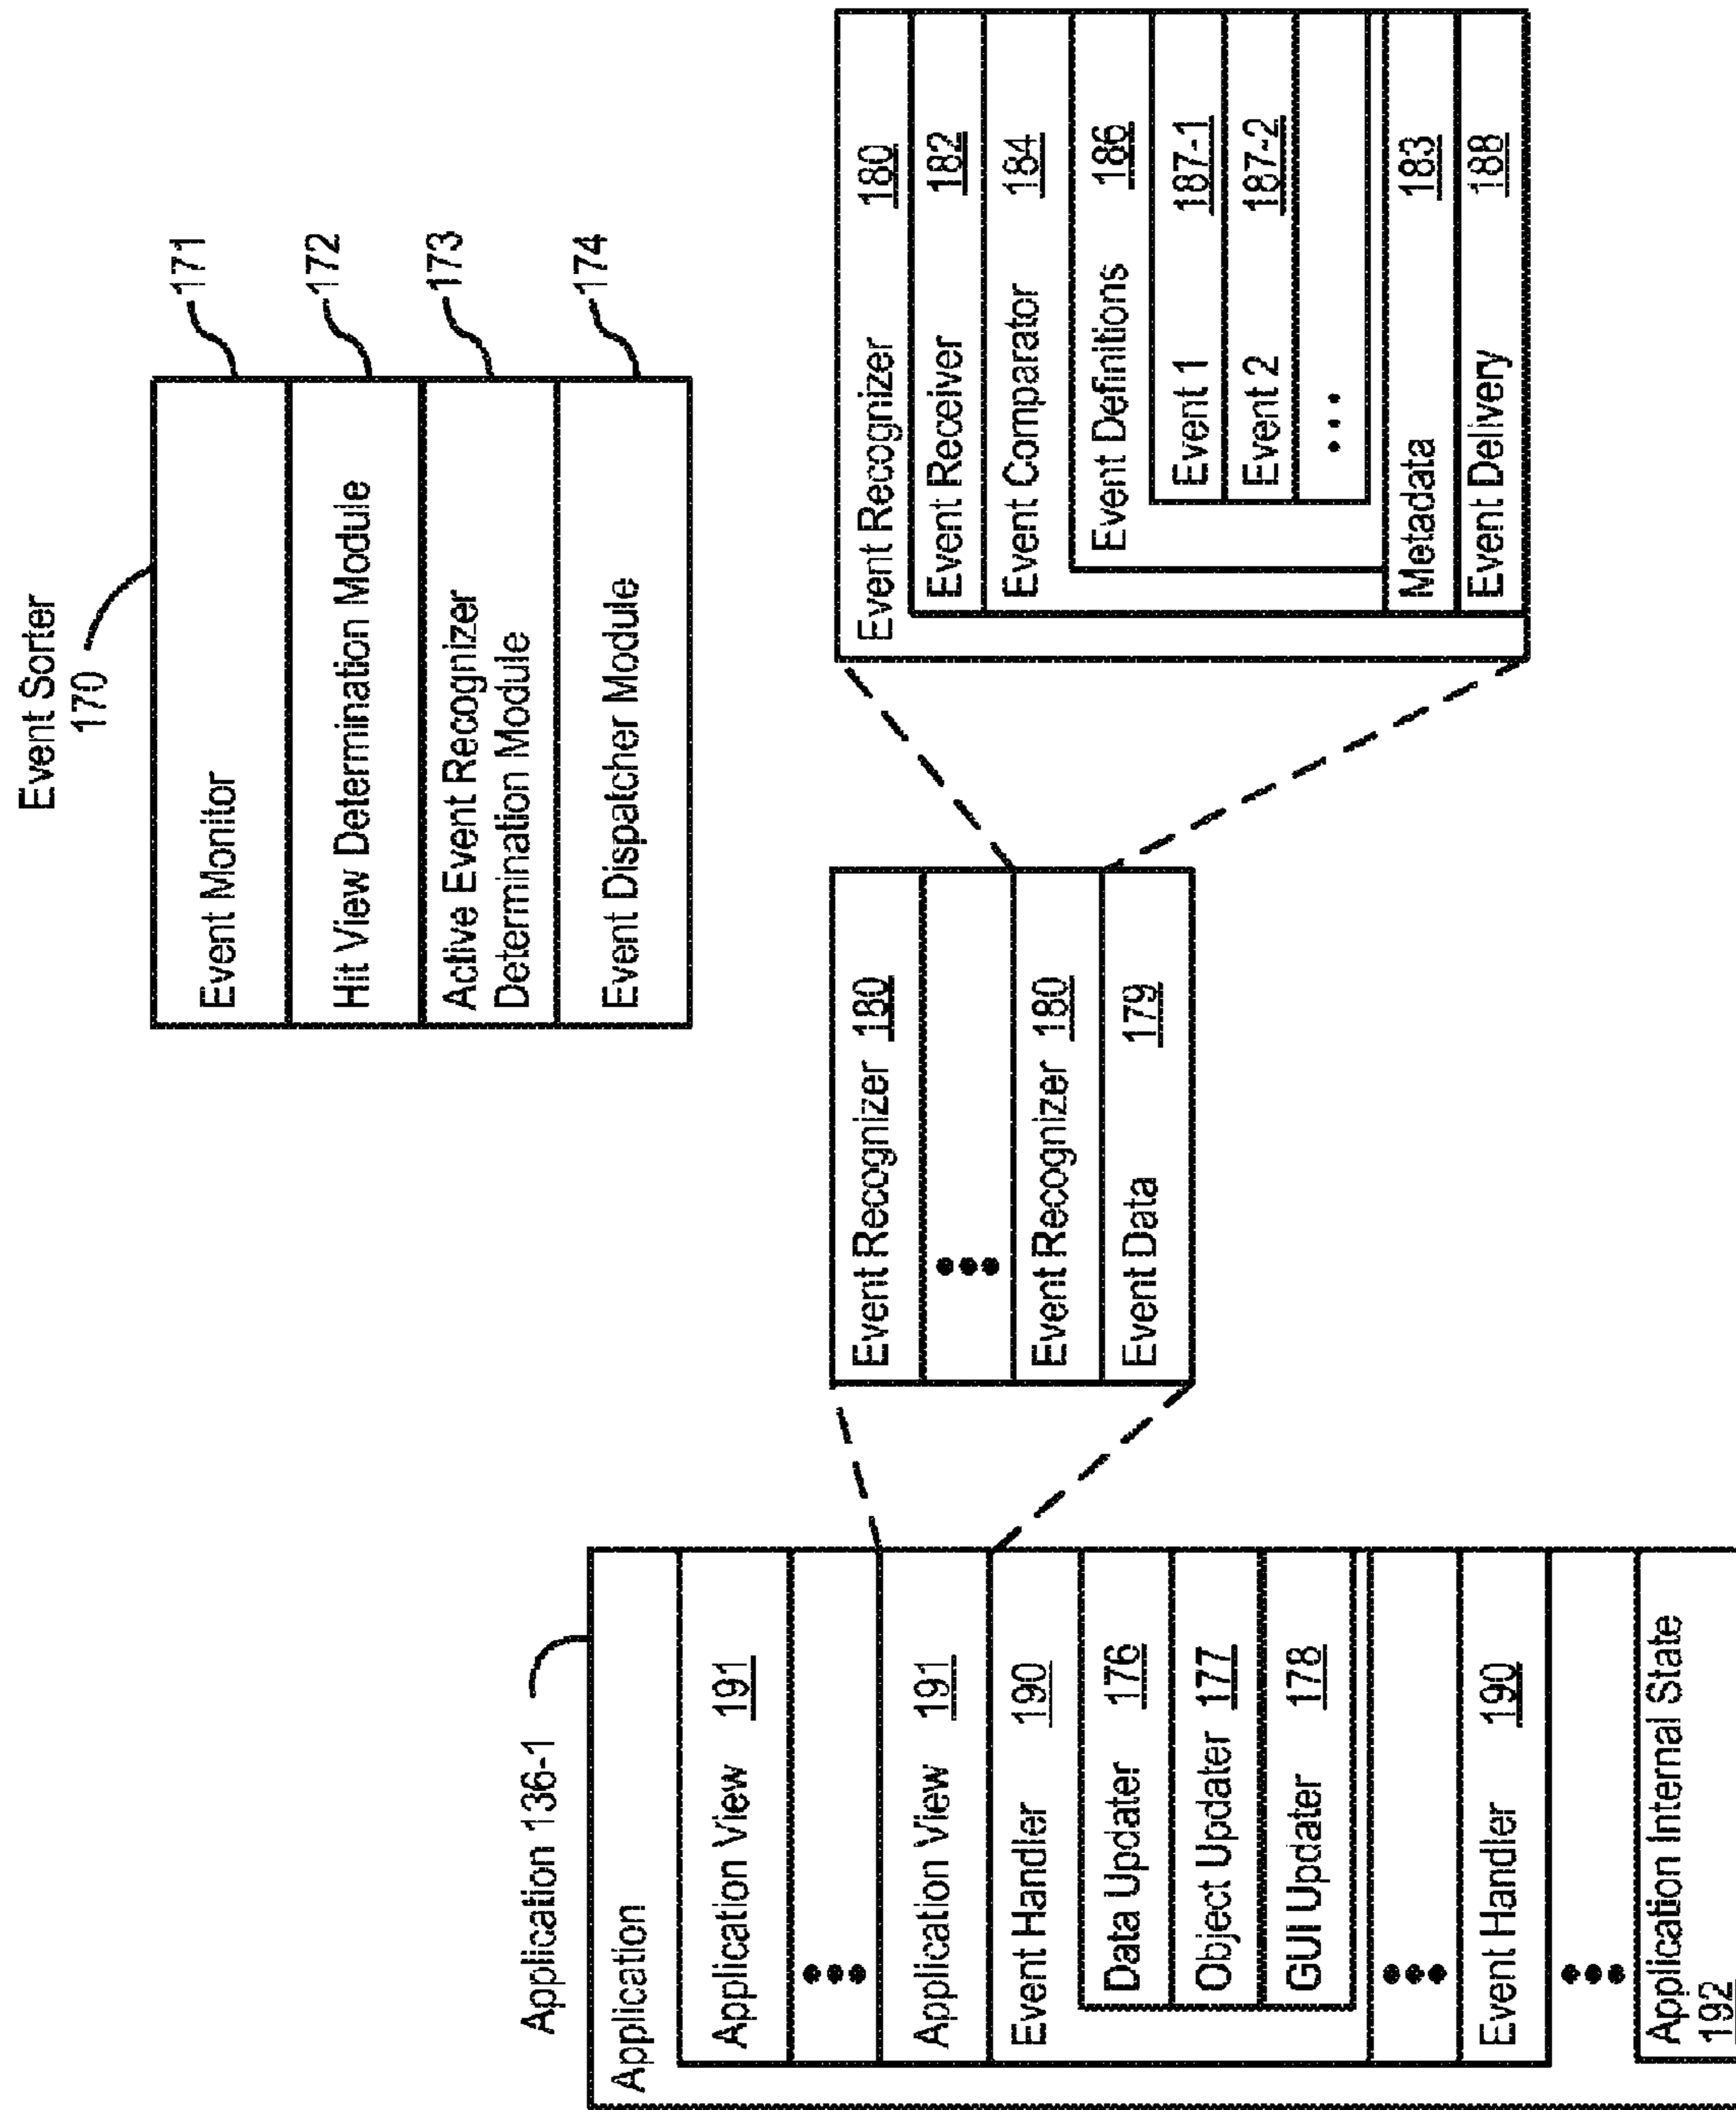 Event Sorter
170
Event Monitor
171
Hit View Determination Module
172
Active Event Recognizer
Determination Module
173
Event Dispatcher Module
174
Application 136-1
Application
Application View 191
•••
Application View 191
Event Handler 190
Data Updater 176
Object Updater 177
GUI Updater 178
•••
Event Handler 190
•••
Application Internal State
192
Event Recognizer 180
•••
Event Recognizer 180
Event Data 179
Event Recognizer 180
Event Receiver 182
Event Comparator 184
Event Definitions 186
Event 1 187-1
Event 2 187-2
•••
Metadata 183
Event Delivery 188